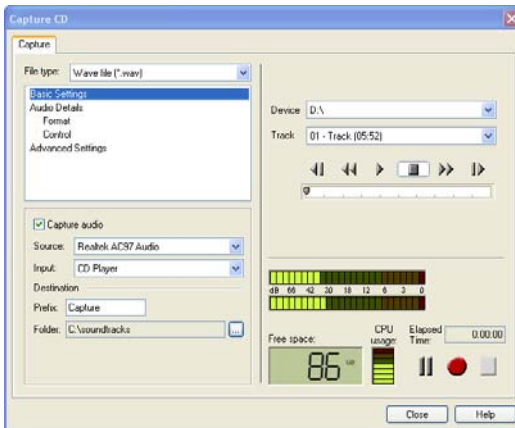 Capture CD
Capture
File type: Wave file (*.wav)
Basic Settings
Audio Details
Format
Control
Advanced Settings
Device D:\
Track 01 - Track (05:52)
Capture audio
Source: Realtek AC97 Audio
Input: CD Player
Destination
Prefix: Capture
Folder: C:\soundtracks
...
dB 66 42 30 18 12 6 3 0
Free space:
CPU usage:
Elapsed Time: 0:00:00
86
Close
Help